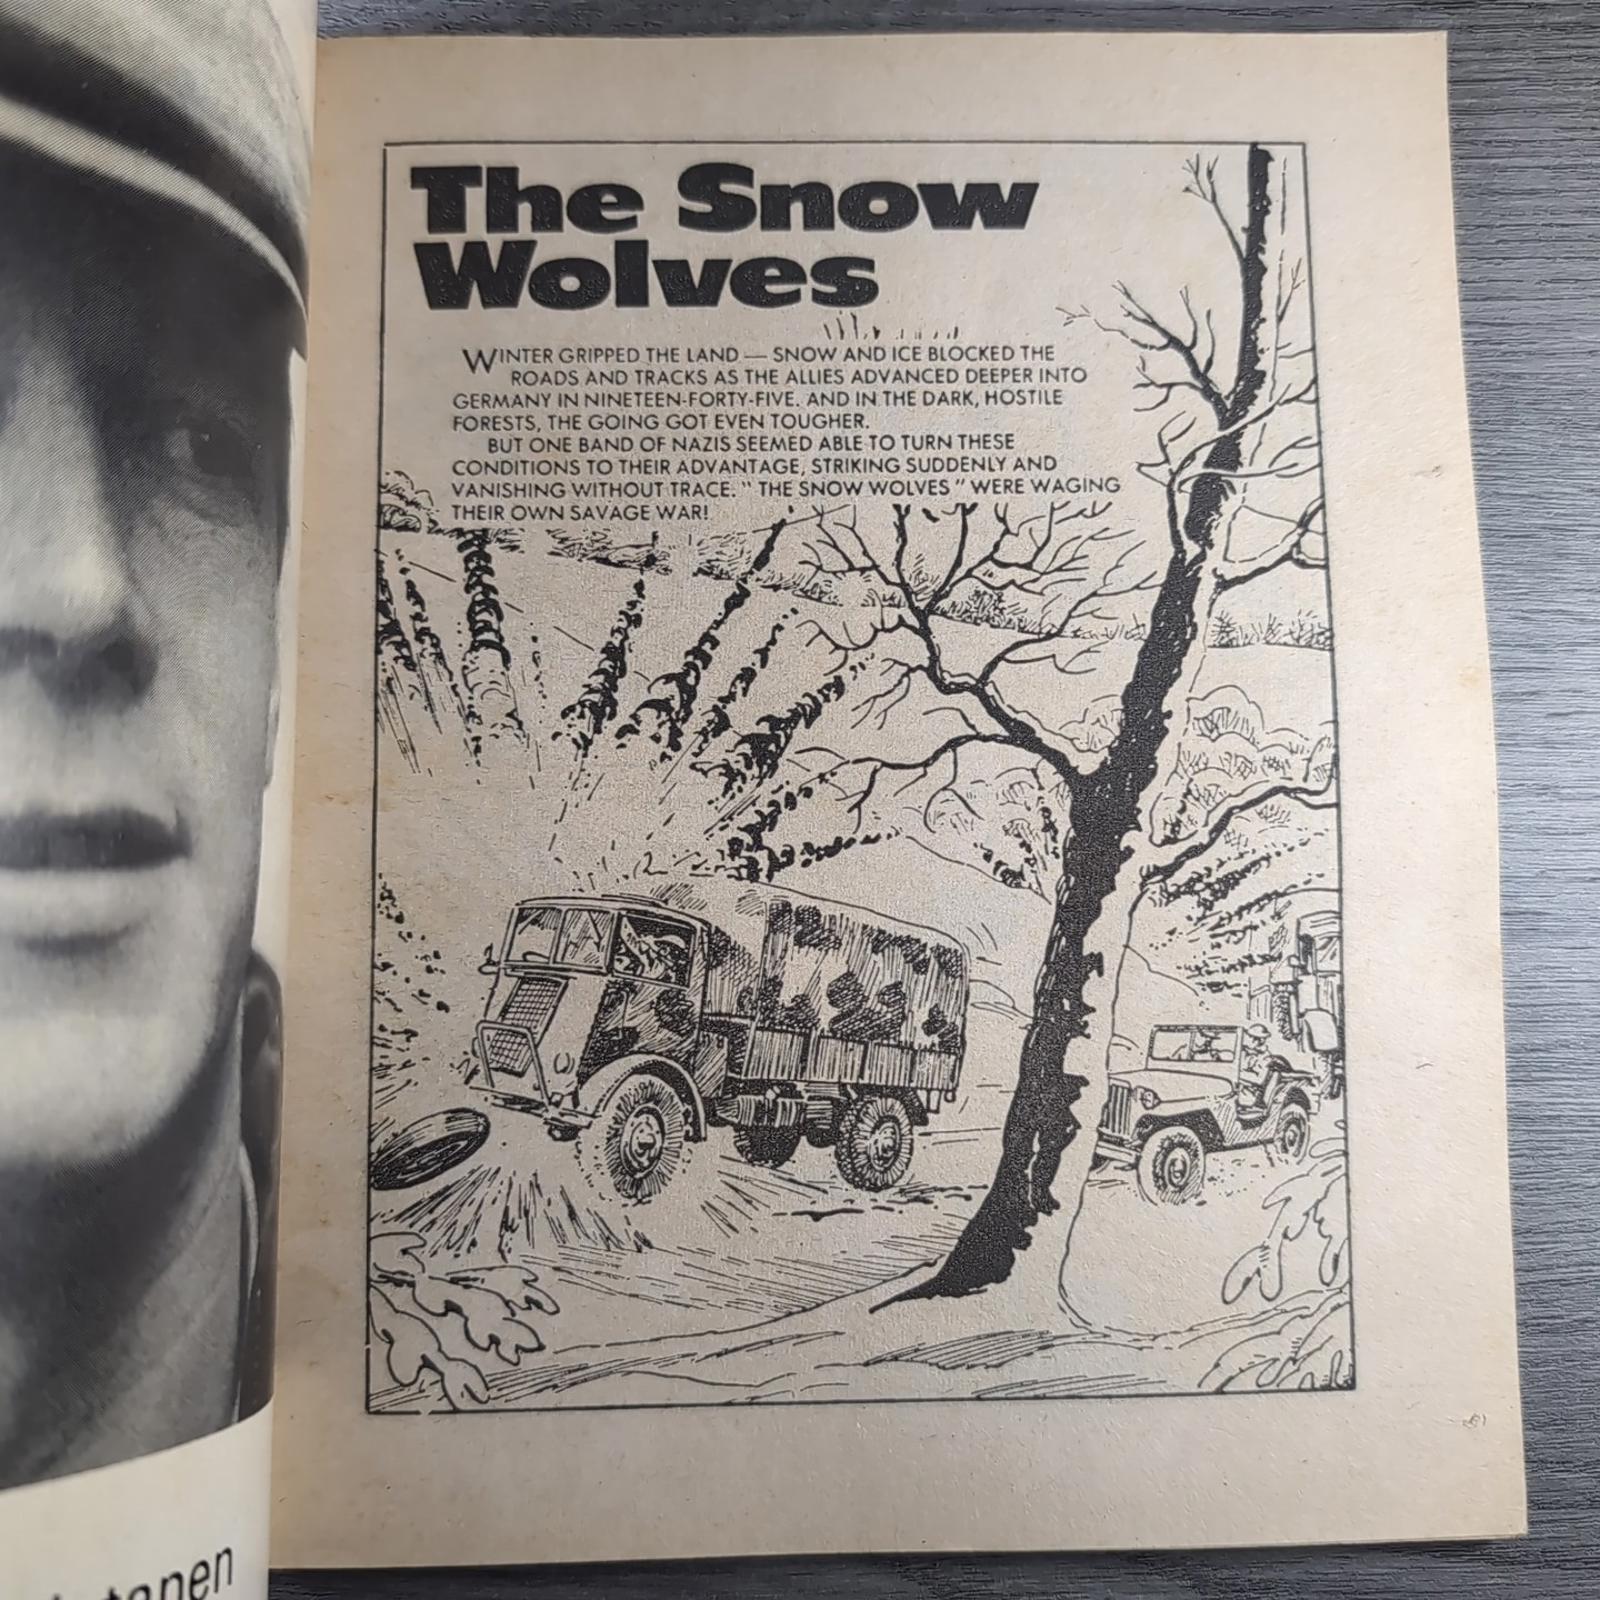 The Snow
Wolves
WINTER GRIPPED THE LAND — SNOW AND ICE BLOCKED THE
ROADS AND TRACKS AS THE ALLIES ADVANCED DEEPER INTO
GERMANY IN NINETEEN-FORTY-FIVE. AND IN THE DARK, HOSTILE
FORESTS, THE GOING GOT EVEN TOUGHER.
BUT ONE BAND OF NAZIS SEEMED ABLE TO TURN THESE
CONDITIONS TO THEIR ADVANTAGE, STRIKING SUDDENLY AND
VANISHING WITHOUT TRACE. " THE SNOW WOLVES " WERE WAGING
THEIR OWN SAVAGE WAR!